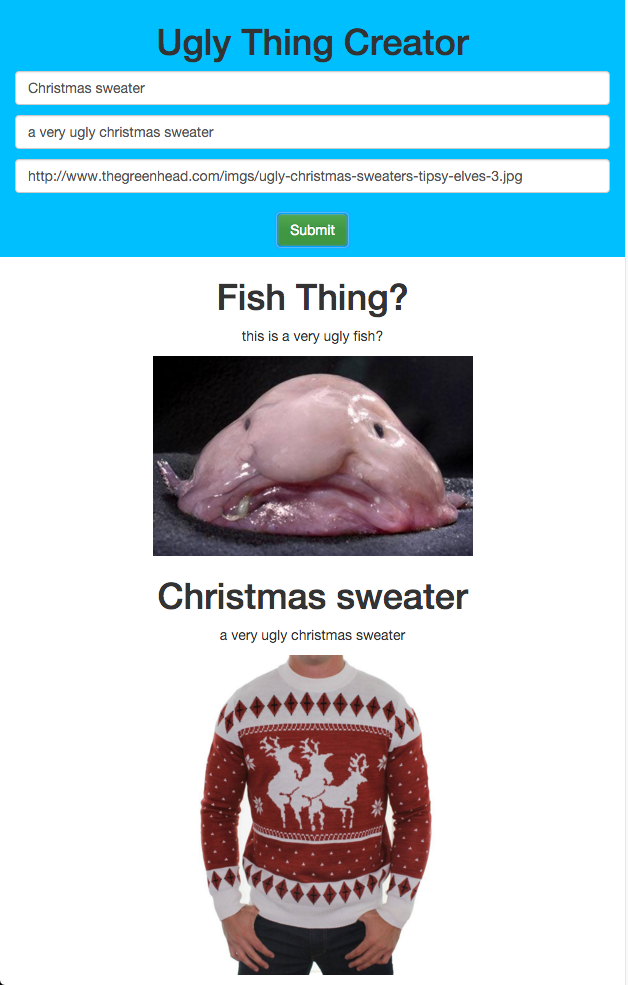 Ugly Thing Creator
Christmas sweater
a very ugly christmas sweater
http://www.thegreenhead.com/imgs/ugly-christmas-sweaters-tipsy-elves-3.jpg
Submit
Fish Thing?
this is a very ugly fish?
Christmas sweater
a very ugly christmas sweater